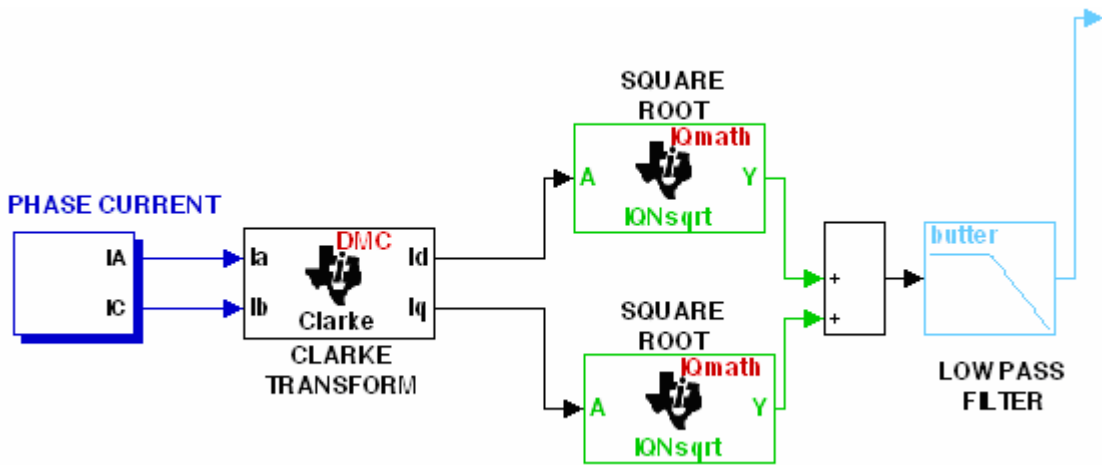 SQUARE
ROOT
IQmath
A
Y
IQNsqrt
PHASE CURRENT
IA
IC
DMC
Ia
Id
Ib
Iq
Clarke
CLARKE
TRANSFORM
SQUARE
ROOT
IQmath
A
Y
IQNsqrt
+
+
butter
LOW PASS
FILTER